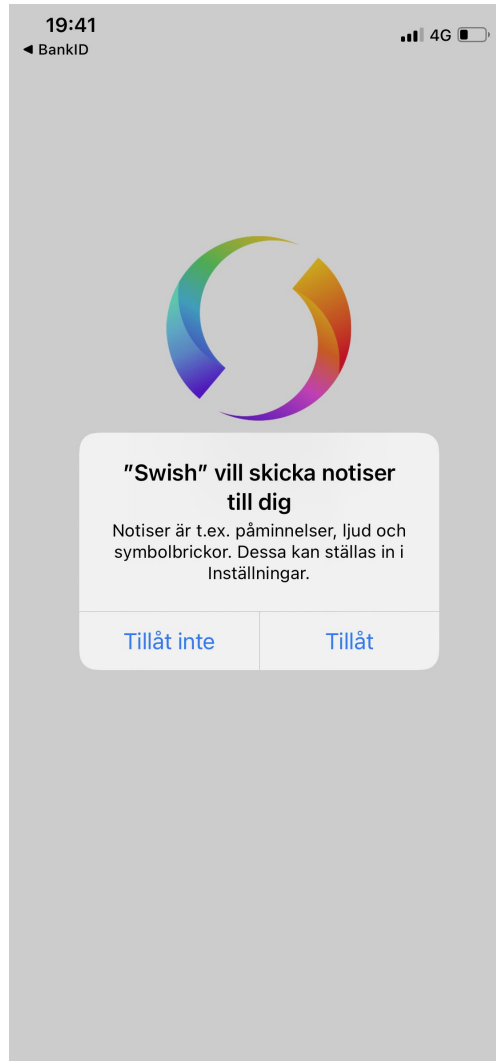 19:41
4G
◀ BankID
"Swish" vill skicka notiser
till dig
Notiser är t.ex. påminnelser, ljud och
symbolbrickor. Dessa kan ställas in i
Inställningar.
Tillåt inte
Tillåt